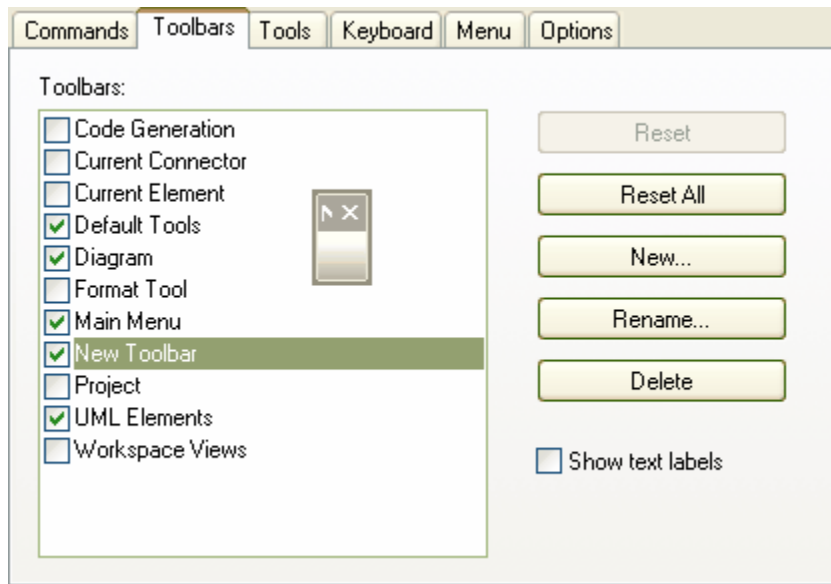 Commands Toolbars Tools Keyboard Menu Options
Toolbars:
Code Generation
Current Connector
Current Element
Default Tools
Diagram
Format Tool
Main Menu
New Toolbar
Project
UML Elements
Workspace Views
Reset
Reset All
New...
Rename...
Delete
Show text labels